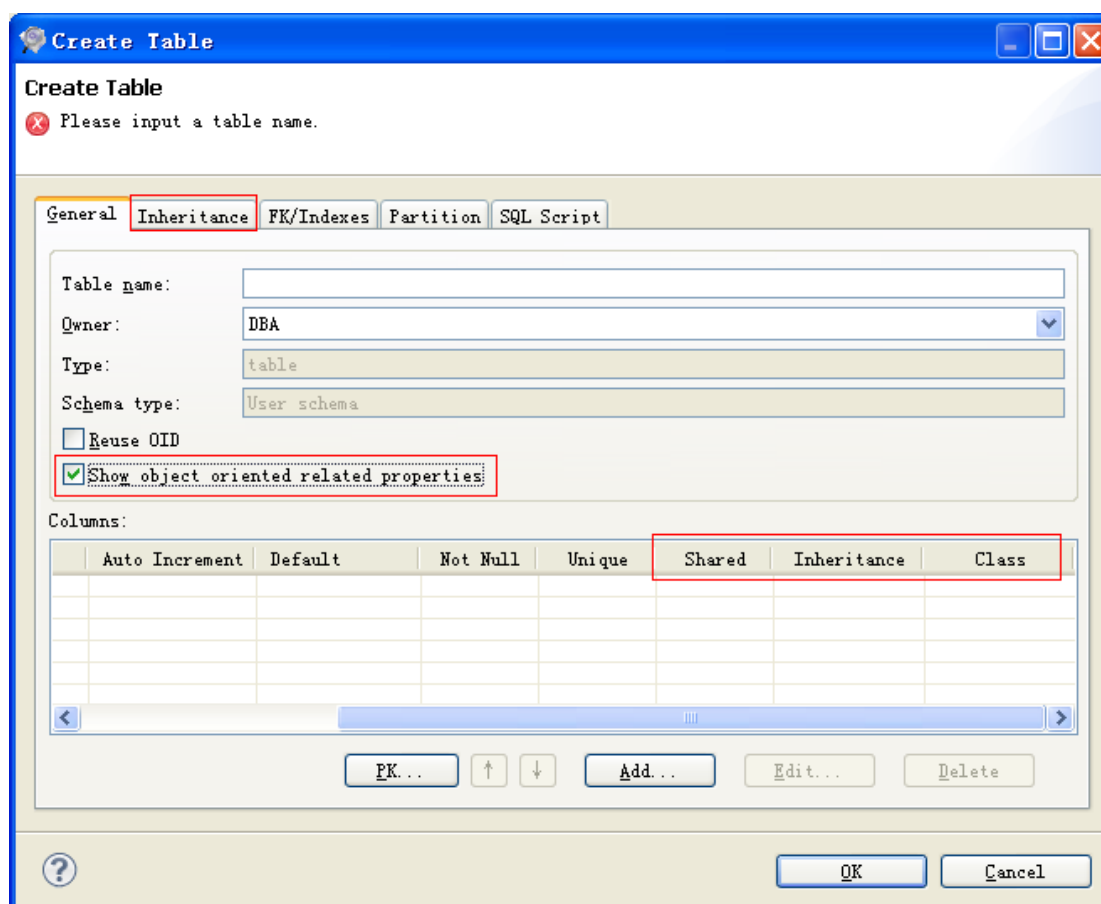 Create Table
Create Table
Please input a table name.
General Inheritance FK/Indexes Partition SQL Script
Table name:
Owner: DBA
Type: table
Schema type: User schema
Reuse OID
Show object oriented related properties
Columns:
Auto Increment Default Not Null Unique Shared Inheritance Class
PK... ↑ ↓ Add... Edit... Delete
? OK Cancel